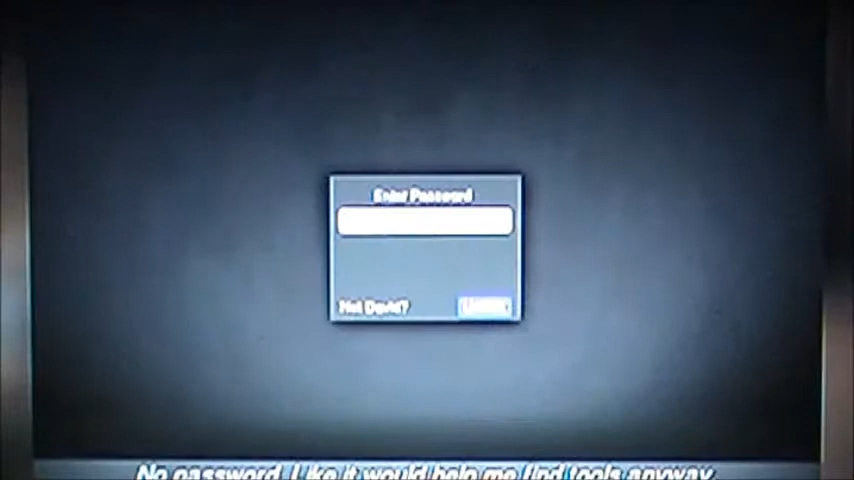 Enter Password
Not David?
No password. Like it would help me find tools anyway.